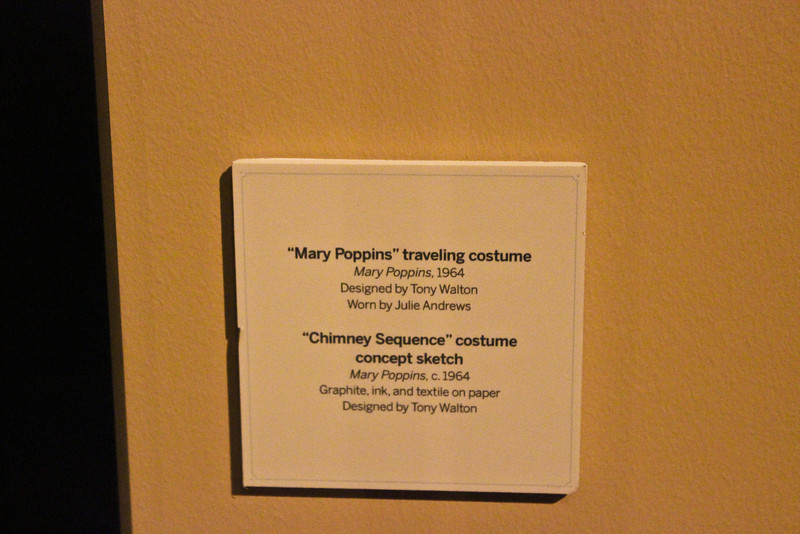 “Mary Poppins” traveling costume
Mary Poppins, 1964
Designed by Tony Walton
Worn by Julie Andrews
“Chimney Sequence” costume
concept sketch
Mary Poppins, c. 1964
Graphite, ink, and textile on paper
Designed by Tony Walton